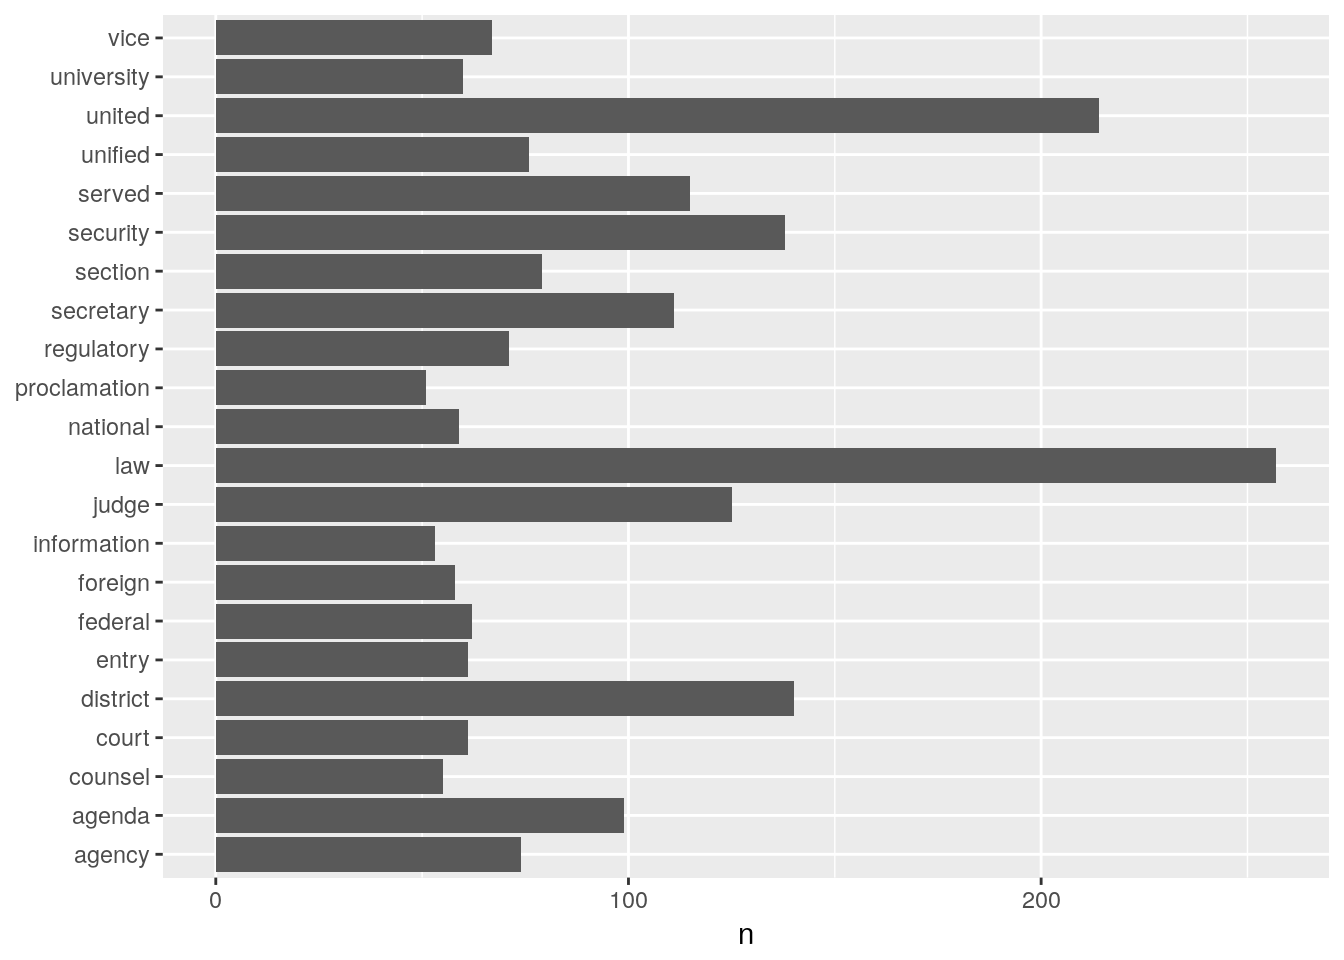 vice
university
united
unified
served
security
section
secretary
regulatory
proclamation
national
law
judge
information
foreign
federal
entry
district
court
counsel
agenda
agency
0 100 200
n